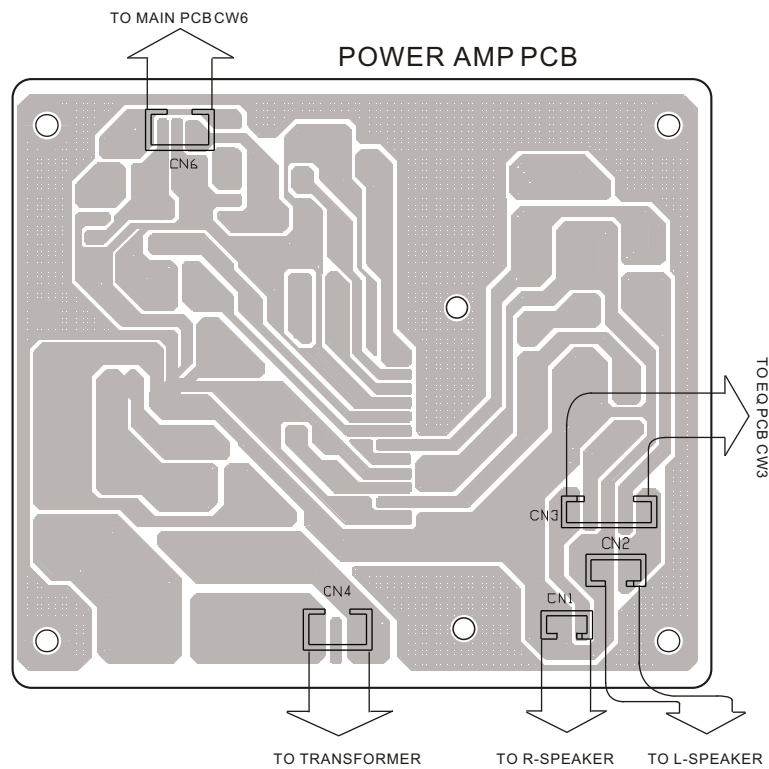 TO MAIN PCB CW6
POWER AMP PCB
CN6
TO EQ PCB CW3
CN3
CN2
CN4
CN1
TO TRANSFORMER
TO R-SPEAKER
TO L-SPEAKER